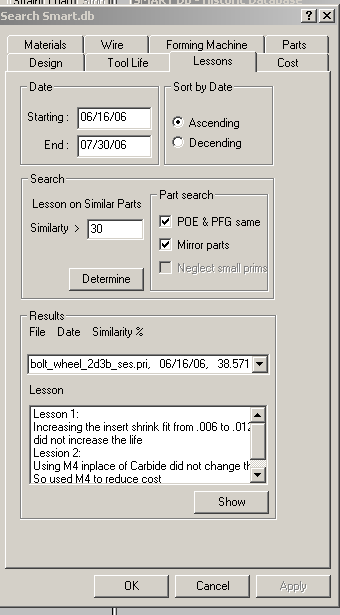 Search Smart.db
Materials Wire Forming Machine Parts
Design Tool Life Lessons Cost
Date
Starting : 06/16/06
End : 07/30/06
Sort by Date
Ascending
Decending
Search
Lesson on Similar Parts
Similarty > 30
Determine
Part search
POE & PFG same
Mirror parts
Neglect small prims
Results
File Date Similarity %
bolt_wheel_2d3b_ses.pri, 06/16/06, 38.571
Lesson
Lesson 1:
Increasing the insert shrink fit from .006 to .012
did not increase the life
Lession 2:
Using M4 inplace of Carbide did not change th
So used M4 to reduce cost
Show
OK Cancel Apply